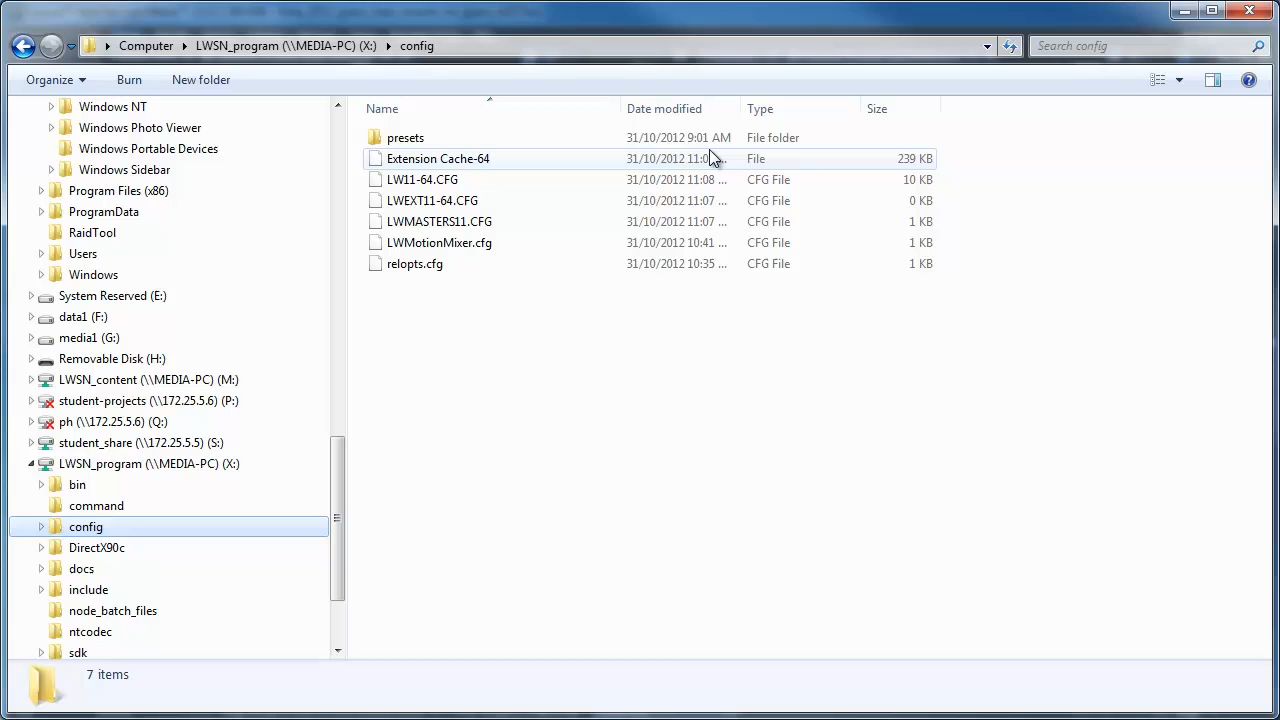 Computer LWSN_program (\\MEDIA-PC) (X:) config
Search config
Organize Burn New folder
Windows NT
Windows Photo Viewer
Windows Portable Devices
Windows Sidebar
Program Files (x86)
ProgramData
RaidTool
Users
Windows
System Reserved (E:)
data1 (F:)
media1 (G:)
Removable Disk (H:)
LWSN_content (\\MEDIA-PC) (M:)
student-projects (\\172.25.5.6) (P:)
ph (\\172.25.5.6) (Q:)
student_share (\\172.25.5.5) (S:)
LWSN_program (\\MEDIA-PC) (X:)
bin
command
config
DirectX90c
docs
include
node_batch_files
ntcodec
sdk
Name Date modified Type Size
presets 31/10/2012 9:01 AM File folder
Extension Cache-64 31/10/2012 File 239 KB
LW11-64.CFG 31/10/2012 11:08 ... CFG File 10 KB
LWEXT11-64.CFG 31/10/2012 11:07 ... CFG File 0 KB
LWMASTERS11.CFG 31/10/2012 11:07 ... CFG File 1 KB
LWMotionMixer.cfg 31/10/2012 10:41 ... CFG File 1 KB
relopts.cfg 31/10/2012 10:35 ... CFG File 1 KB
7 items